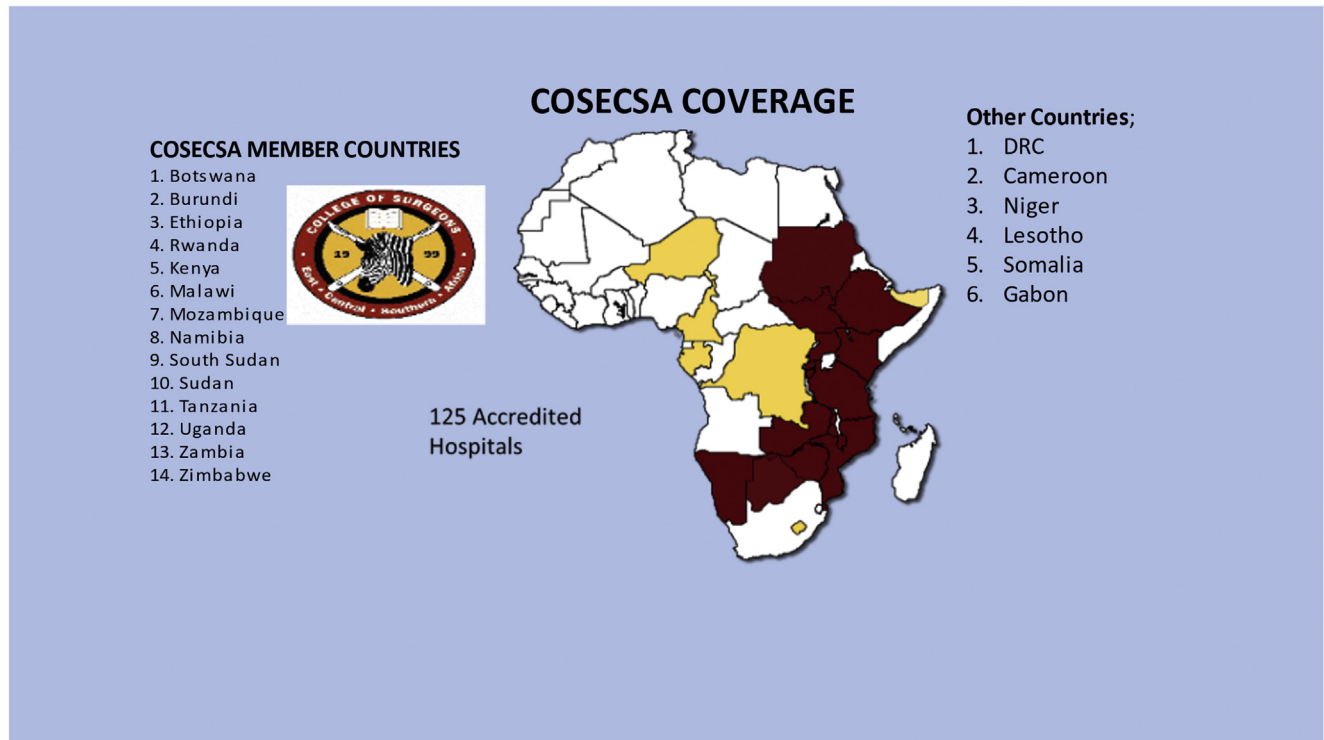 COSECSA COVERAGE
COSECSA MEMBER COUNTRIES
1. Botswana
2. Burundi
3. Ethiopia
4. Rwanda
5. Kenya
6. Malawi
7. Mozambique
8. Namibia
9. South Sudan
10. Sudan
11. Tanzania
12. Uganda
13. Zambia
14. Zimbabwe
COLLEGE OF SURGEONS
19 99
East • Central • Southern • Africa
125 Accredited
Hospitals
Other Countries;
1. DRC
2. Cameroon
3. Niger
4. Lesotho
5. Somalia
6. Gabon